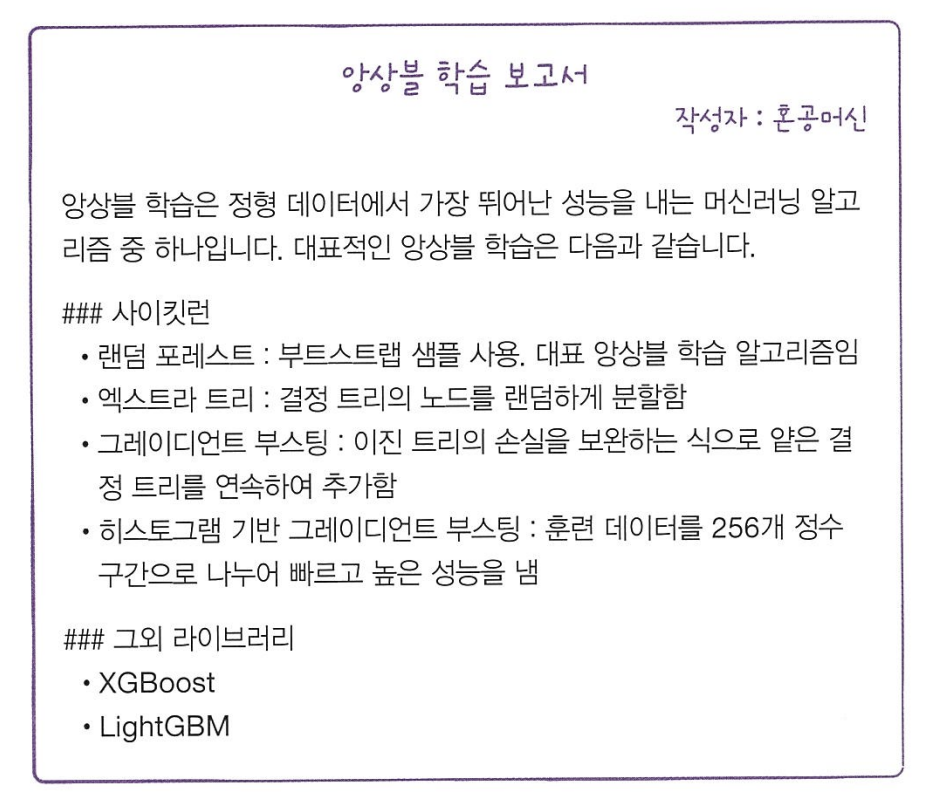 앙상블 학습 보고서
작성자 : 혼공머신
앙상블 학습은 정형 데이터에서 가장 뛰어난 성능을 내는 머신러닝 알고
리즘 중 하나입니다. 대표적인 앙상블 학습은 다음과 같습니다.
### 사이킷런
• 랜덤 포레스트 : 부트스트랩 샘플 사용. 대표 앙상블 학습 알고리즘임
• 엑스트라 트리 : 결정 트리의 노드를 랜덤하게 분할함
• 그레이디언트 부스팅 : 이진 트리의 손실을 보완하는 식으로 얕은 결
정 트리를 연속하여 추가함
• 히스토그램 기반 그레이디언트 부스팅 : 훈련 데이터를 256개 정수
구간으로 나누어 빠르고 높은 성능을 냄
### 그외 라이브러리
• XGBoost
• LightGBM